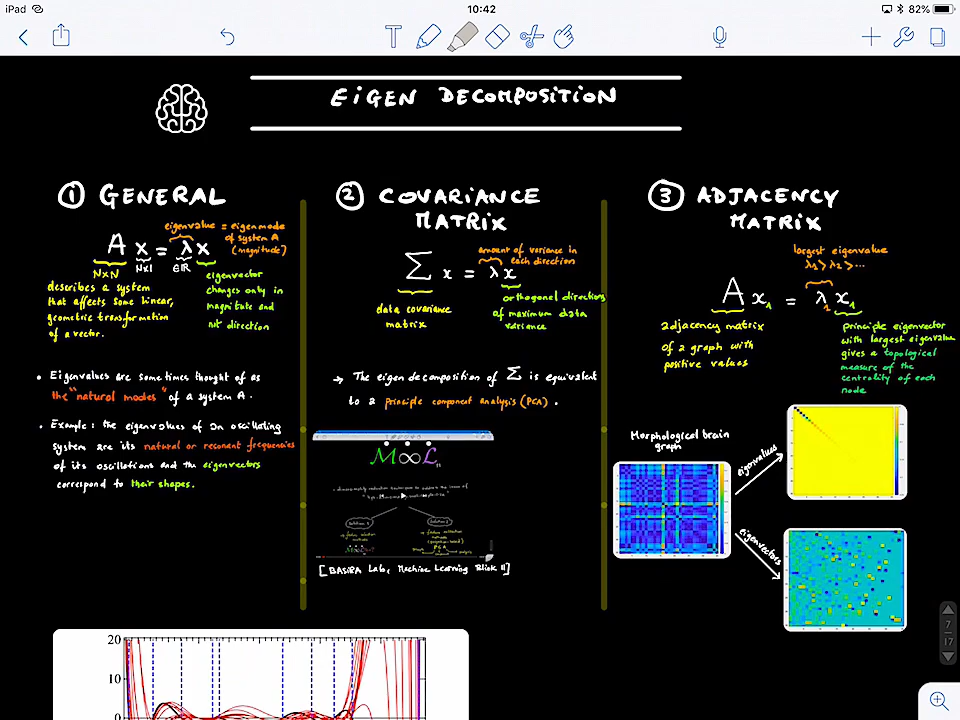 iPad
10:42
82%
EIGEN DECOMPOSITION
① GENERAL
eigenvalue = eigenmode
of system A
(magnitude)
A x = λ x
N×N
N×1
∈ℝ
eigenvector
changes only in
magnitude and
not direction
describes a system
that affects some linear,
geometric transformation
of a vector.
• Eigenvalues are sometimes thought of as
the "natural modes" of a system A.
• Example: the eigenvalues of an oscillating
system are its natural or reconant frequencies
of its oscillations and the eigenvectors
correspond to their shapes.
② COVARIANCE
MATRIX
amount of variance in
each direction
Σ x = λ x
data covariance
matrix
orthogonal directions
of maximum data
variance
→ The eigen decomposition of Σ is equivalent
to a principle component analysis (PCA).
M∞L
Solution 1
Solution 2
PCA
[BASIRA Lab, Machine Learning Blink 11]
③ ADJACENCY
MATRIX
largest eigenvalue
λ1 > λ2 > ...
A x1 = λ1 x1
adjacency matrix
of a graph with
positive values
principle eigenvector
with largest eigenvalue
gives a topological
measure of the
centrality of each
node
Morphological brain
graph
eigenvalues
eigenvectors
20
10
0
7
17